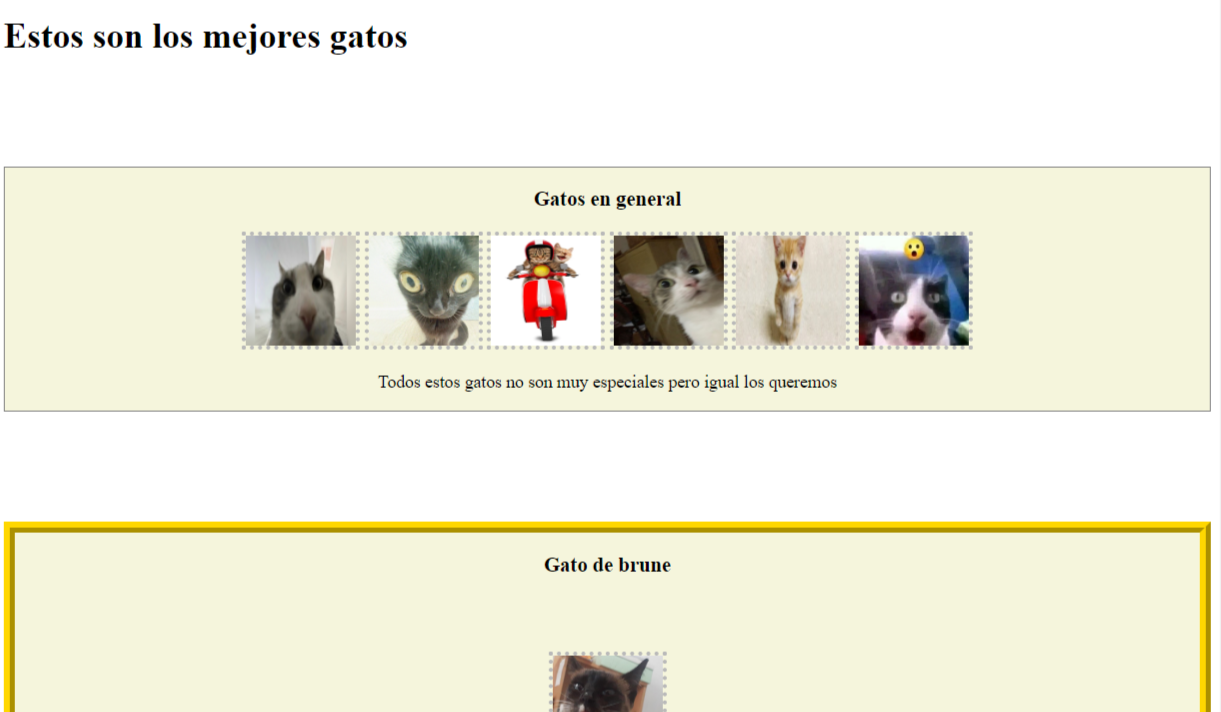 Estos son los mejores gatos
Gatos en general
Todos estos gatos no son muy especiales pero igual los queremos
Gato de brune